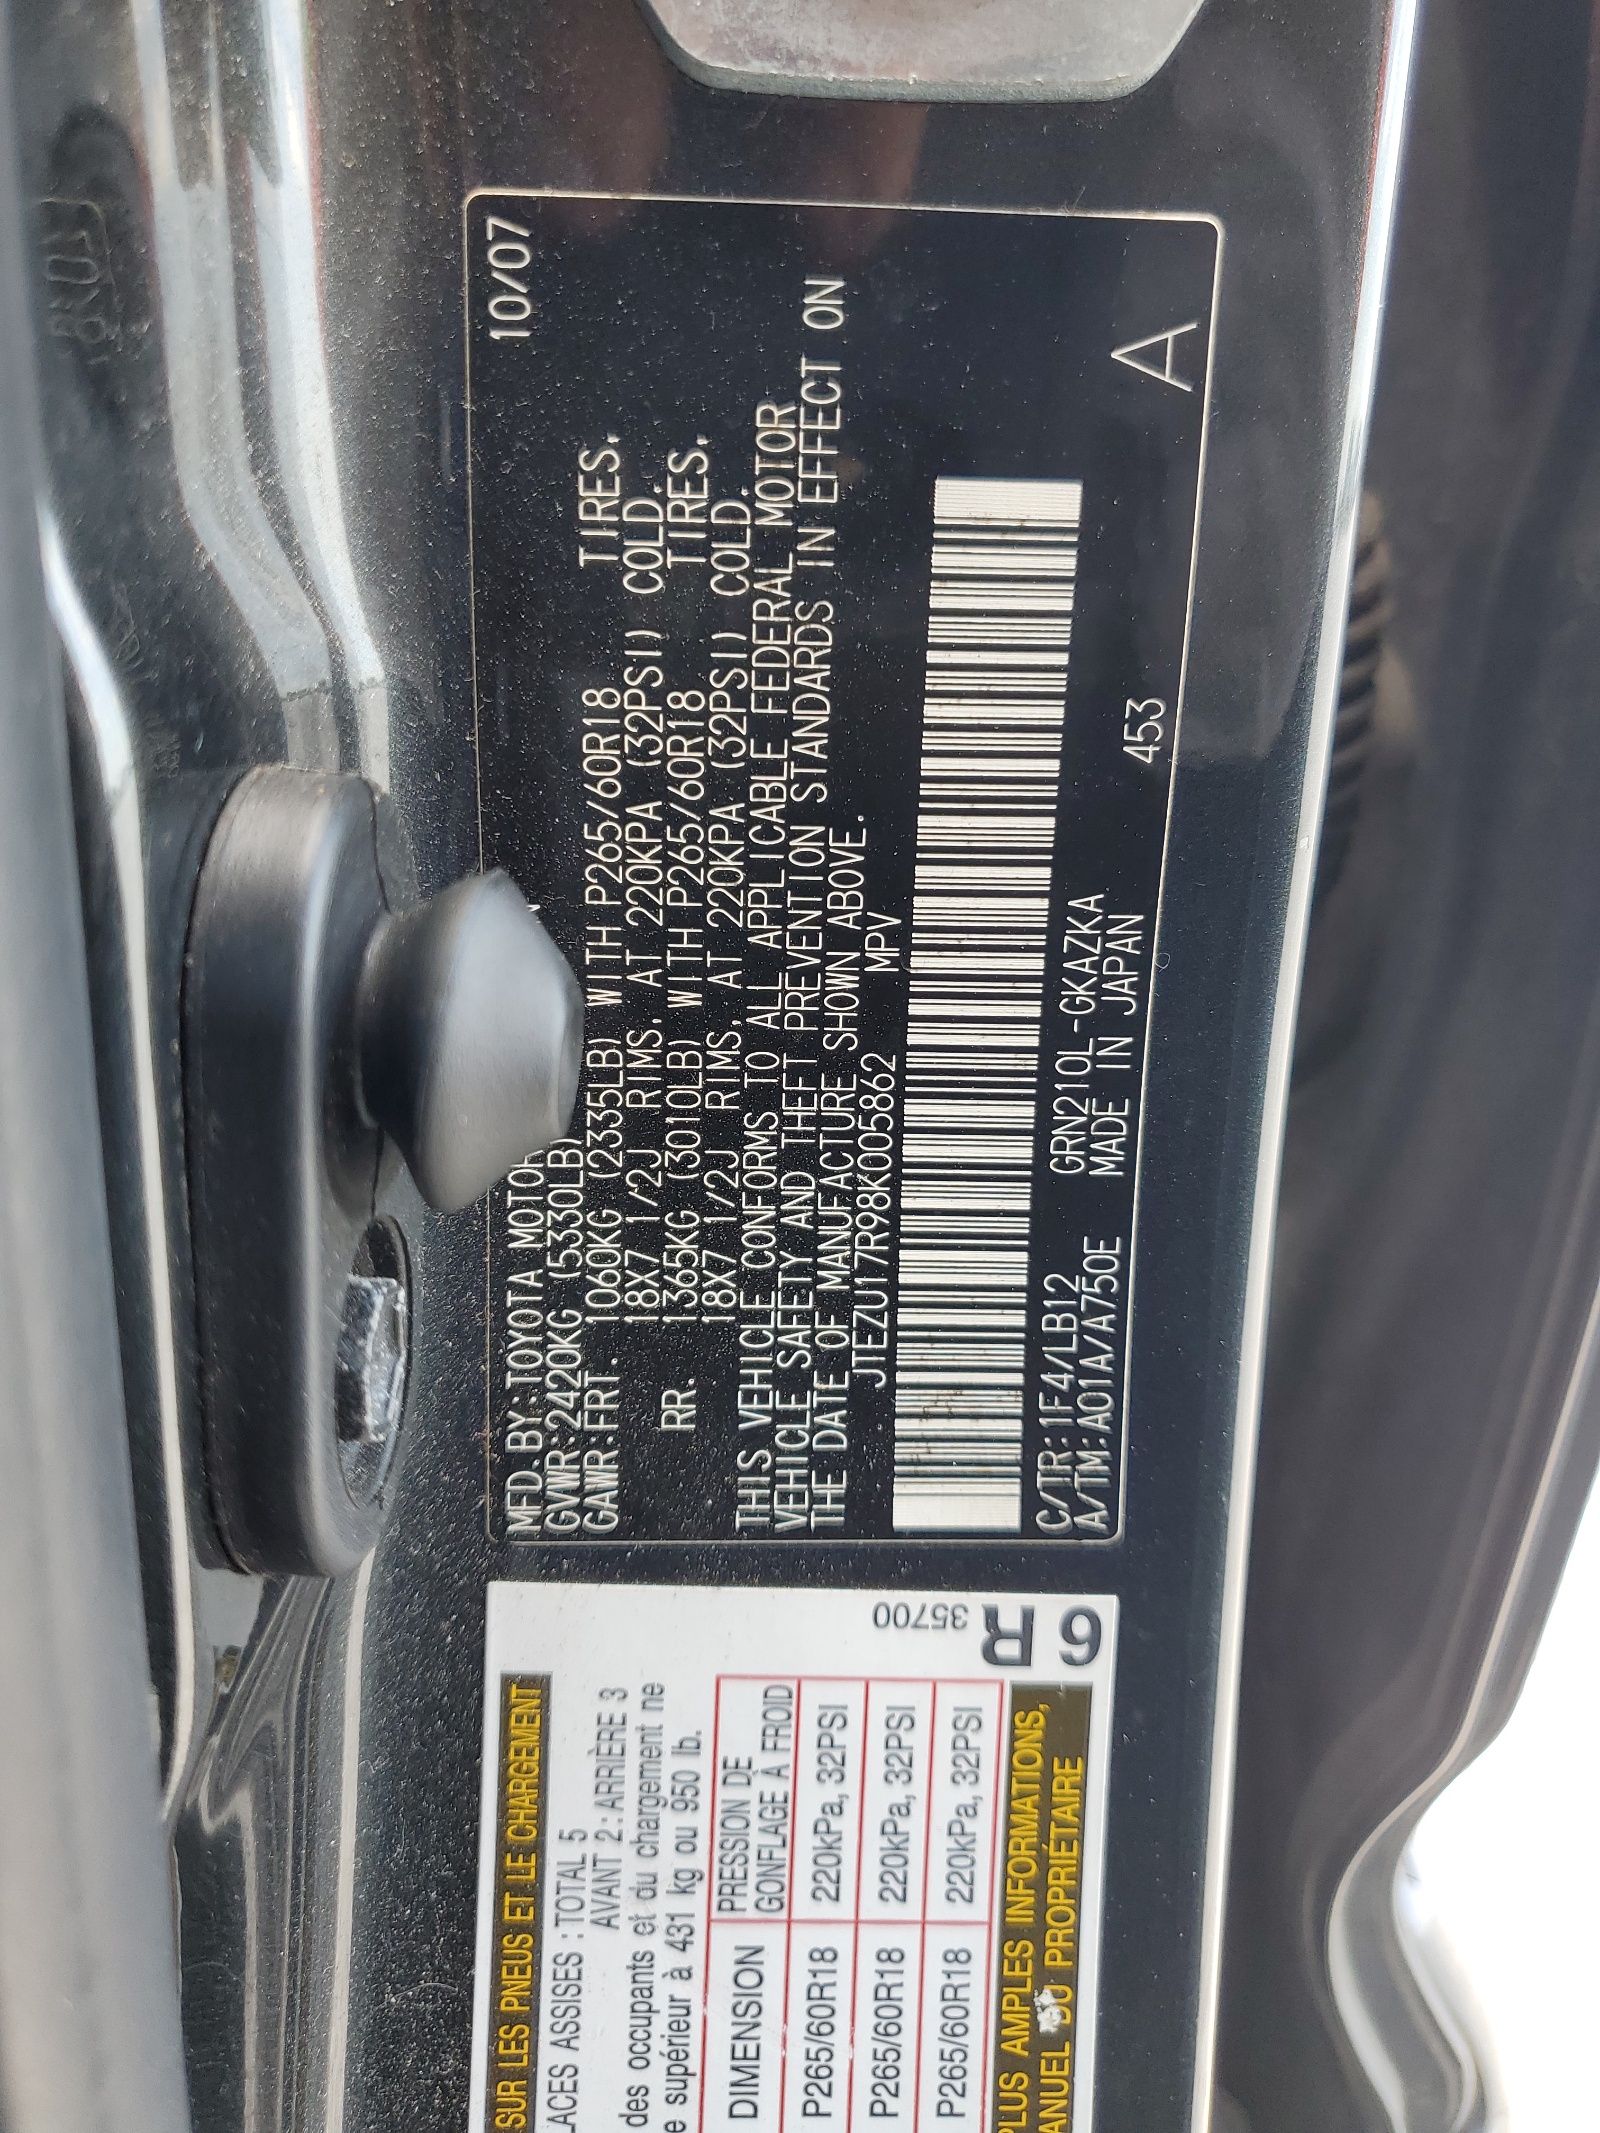 MFD.BY:TOYOTA MOTOR
10/07
GVWR:2420KG (5330LB)
GAWR:FRT. 1060KG (2335LB) WITH P265/60R18 TIRES.
18X7 1/2J RIMS, AT 220KPA (32PSI) COLD.
RR. 1365KG (3010LB) WITH P265/60R18 TIRES.
18X7 1/2J RIMS, AT 220KPA (32PSI) COLD.
THIS VEHICLE CONFORMS TO ALL APPLICABLE FEDERAL MOTOR
VEHICLE SAFETY AND THEFT PREVENTION STANDARDS IN EFFECT ON
THE DATE OF MANUFACTURE SHOWN ABOVE.
JTEZU17R98K005862 MPV
C/TR:1F4/LB12 GRN210L-GKAZKA
A/TM:A01A/A750E MADE IN JAPAN 453
A
SUR LES PNEUS ET LE CHARGEMENT
ASSISES : TOTAL 5
AVANT 2 : ARRIÈRE 3
des occupants et du chargement ne
supérieur à 431 kg ou 950 lb.
DIMENSION PRESSION DE GONFLAGE À FROID
P265/60R18 220kPa, 32PSI
P265/60R18 220kPa, 32PSI
P265/60R18 220kPa, 32PSI
PLUS AMPLES INFORMATIONS,
DU PROPRIÉTAIRE
35700
6